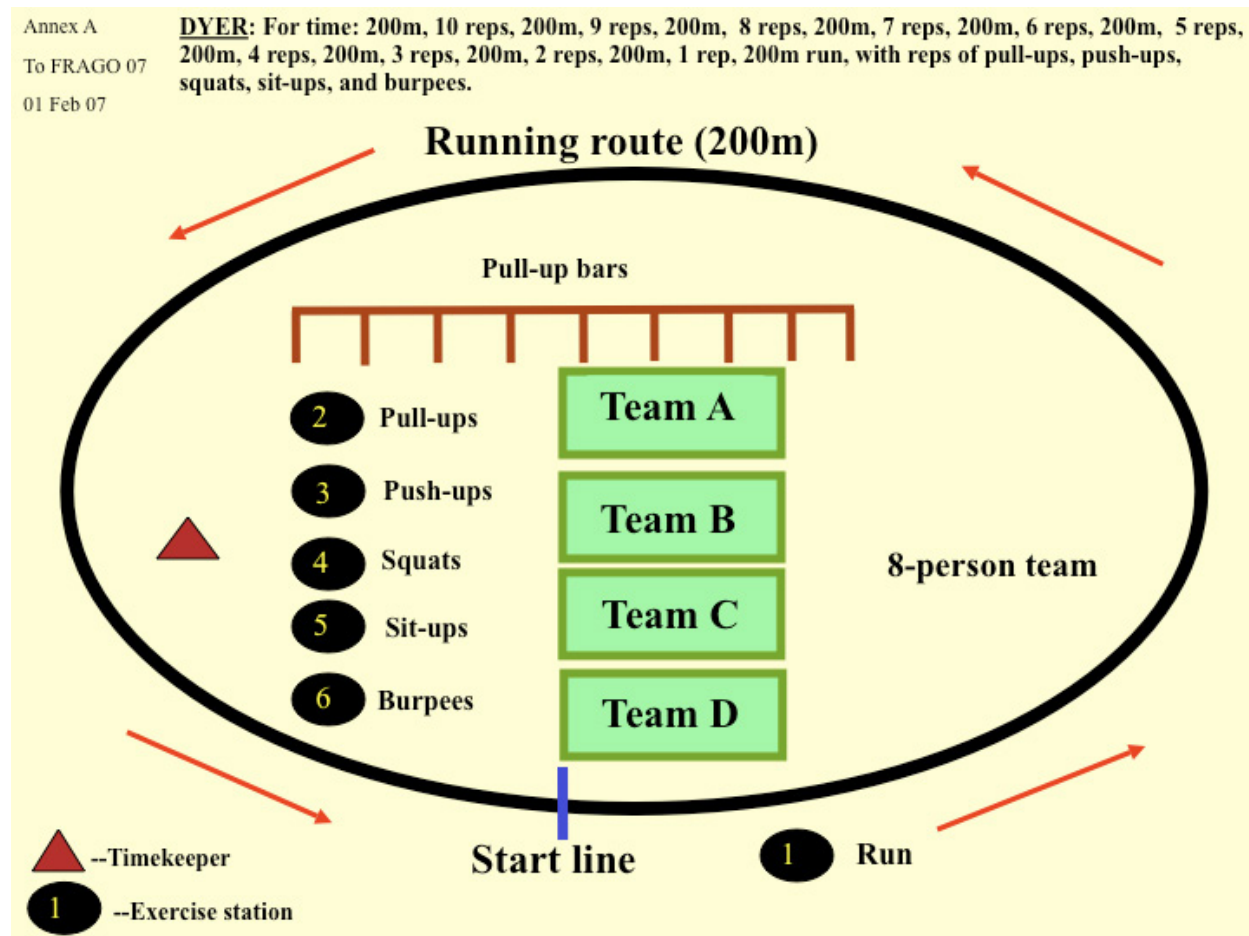 Annex A
To FRAGO 07
01 Feb 07
DYER: For time: 200m, 10 reps, 200m, 9 reps, 200m, 8 reps, 200m, 7 reps, 200m, 6 reps, 200m, 5 reps,
200m, 4 reps, 200m, 3 reps, 200m, 2 reps, 200m, 1 rep, 200m run, with reps of pull-ups, push-ups,
squats, sit-ups, and burpees.
Running route (200m)
Pull-up bars
2 Pull-ups
3 Push-ups
4 Squats
5 Sit-ups
6 Burpees
Team A
Team B
Team C
Team D
8-person team
Start line
1 Run
--Timekeeper
1 --Exercise station